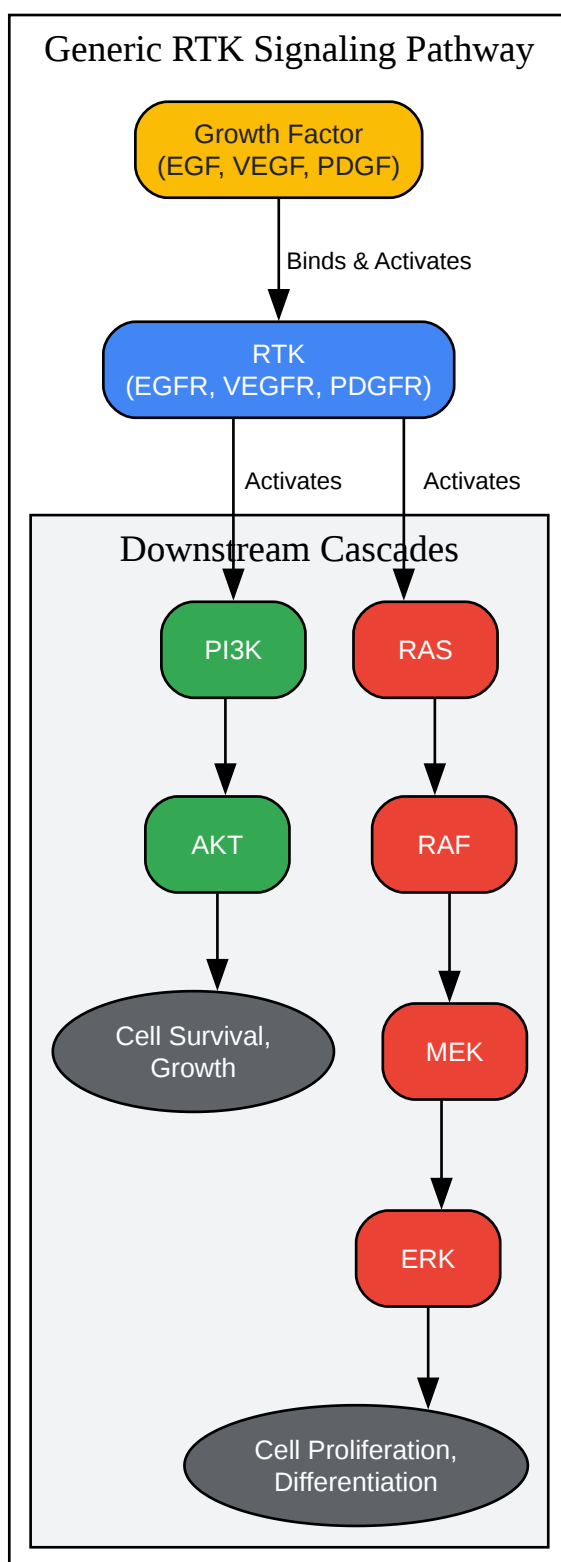 Generic RTK Signaling Pathway
Growth Factor
(EGF, VEGF, PDGF)
Binds & Activates
RTK
(EGFR, VEGFR, PDGFR)
Activates
Activates
Downstream Cascades
PI3K
RAS
AKT
RAF
Cell Survival,
Growth
MEK
ERK
Cell Proliferation,
Differentiation